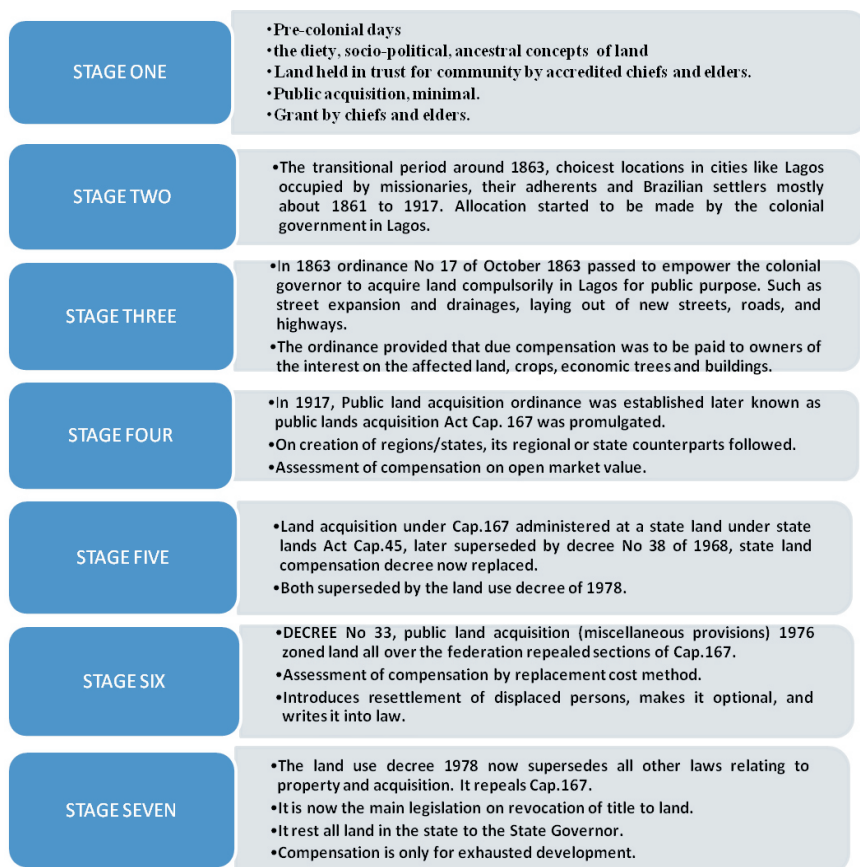 STAGE ONE
•Pre-colonial days
•the diety, socio-political, ancestral concepts of land
•Land held in trust for community by accredited chiefs and elders.
•Public acquisition, minimal.
•Grant by chiefs and elders.
STAGE TWO
•The transitional period around 1863, choicest locations in cities like Lagos
occupied by missionaries, their adherents and Brazilian settlers mostly
about 1861 to 1917. Allocation started to be made by the colonial
government in Lagos.
STAGE THREE
•In 1863 ordinance No 17 of October 1863 passed to empower the colonial
governor to acquire land compulsorily in Lagos for public purpose. Such as
street expansion and drainages, laying out of new streets, roads, and
highways.
•The ordinance provided that due compensation was to be paid to owners of
the interest on the affected land, crops, economic trees and buildings.
STAGE FOUR
•In 1917, Public land acquisition ordinance was established later known as
public lands acquisition Act Cap. 167 was promulgated.
•On creation of regions/states, its regional or state counterparts followed.
•Assessment of compensation on open market value.
STAGE FIVE
•Land acquisition under Cap.167 administered at a state land under state
lands Act Cap.45, later superseded by decree No 38 of 1968, state land
compensation decree now replaced.
•Both superseded by the land use decree of 1978.
STAGE SIX
•DECREE No 33, public land acquisition (miscellaneous provisions) 1976
zoned land all over the federation repealed sections of Cap.167.
•Assessment of compensation by replacement cost method.
•Introduces resettlement of displaced persons, makes it optional, and
writes it into law.
STAGE SEVEN
•The land use decree 1978 now supersedes all other laws relating to
property and acquisition. It repeals Cap.167.
•It is now the main legislation on revocation of title to land.
•It rest all land in the state to the State Governor.
•Compensation is only for exhausted development.